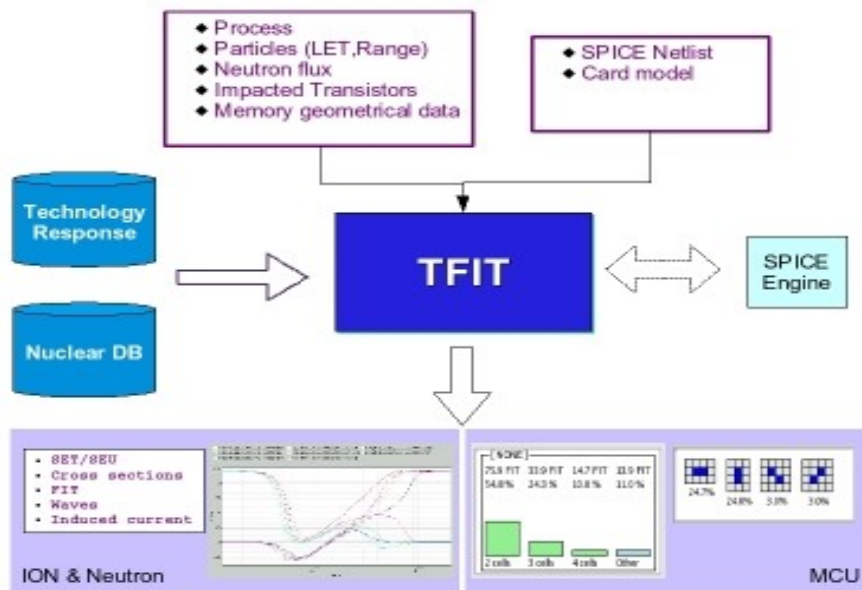 ◆ Process
◆ Particles (LET,Range)
◆ Neutron flux
◆ Impacted Transistors
◆ Memory geometrical data
◆ SPICE Netlist
◆ Card model
Technology
Response
TFIT
SPICE
Engine
Nuclear DB
• SET/SEU
• Cross sections
• FIT
• Waves
• Induced current
[NONE]
75.9 FIT 33.9 FIT 14.7 FIT 13.9 FIT
54.8% 24.3% 10.8% 11.0%
2 cells 3 cells 4 cells Other
24.7% 24.8% 3.0% 3.0%
ION & Neutron
MCU